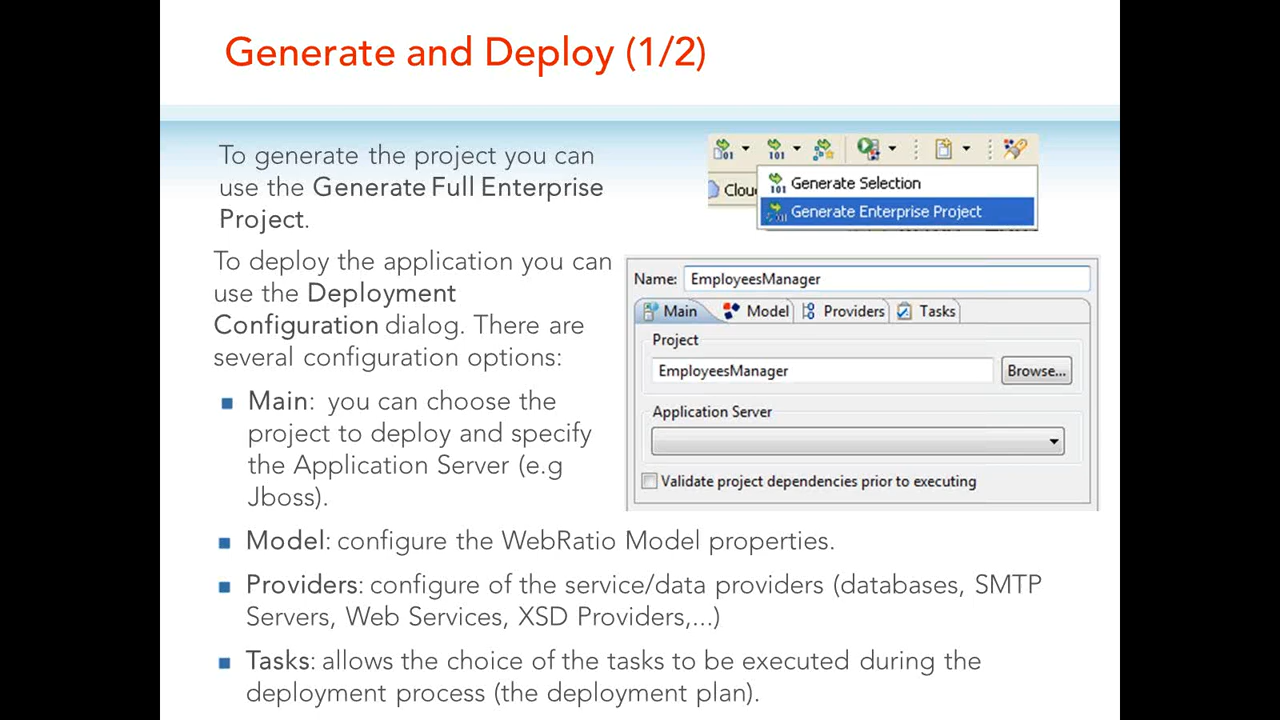 Generate and Deploy (1/2)
To generate the project you can
use the Generate Full Enterprise
Project.
Generate Selection
Generate Enterprise Project
To deploy the application you can
use the Deployment
Configuration dialog. There are
several configuration options:
Main: you can choose the
project to deploy and specify
the Application Server (e.g
Jboss).
Name: EmployeesManager
Main Model Providers Tasks
Project
EmployeesManager Browse...
Application Server
Validate project dependencies prior to executing
Model: configure the WebRatio Model properties.
Providers: configure of the service/data providers (databases, SMTP
Servers, Web Services, XSD Providers,...)
Tasks: allows the choice of the tasks to be executed during the
deployment process (the deployment plan).